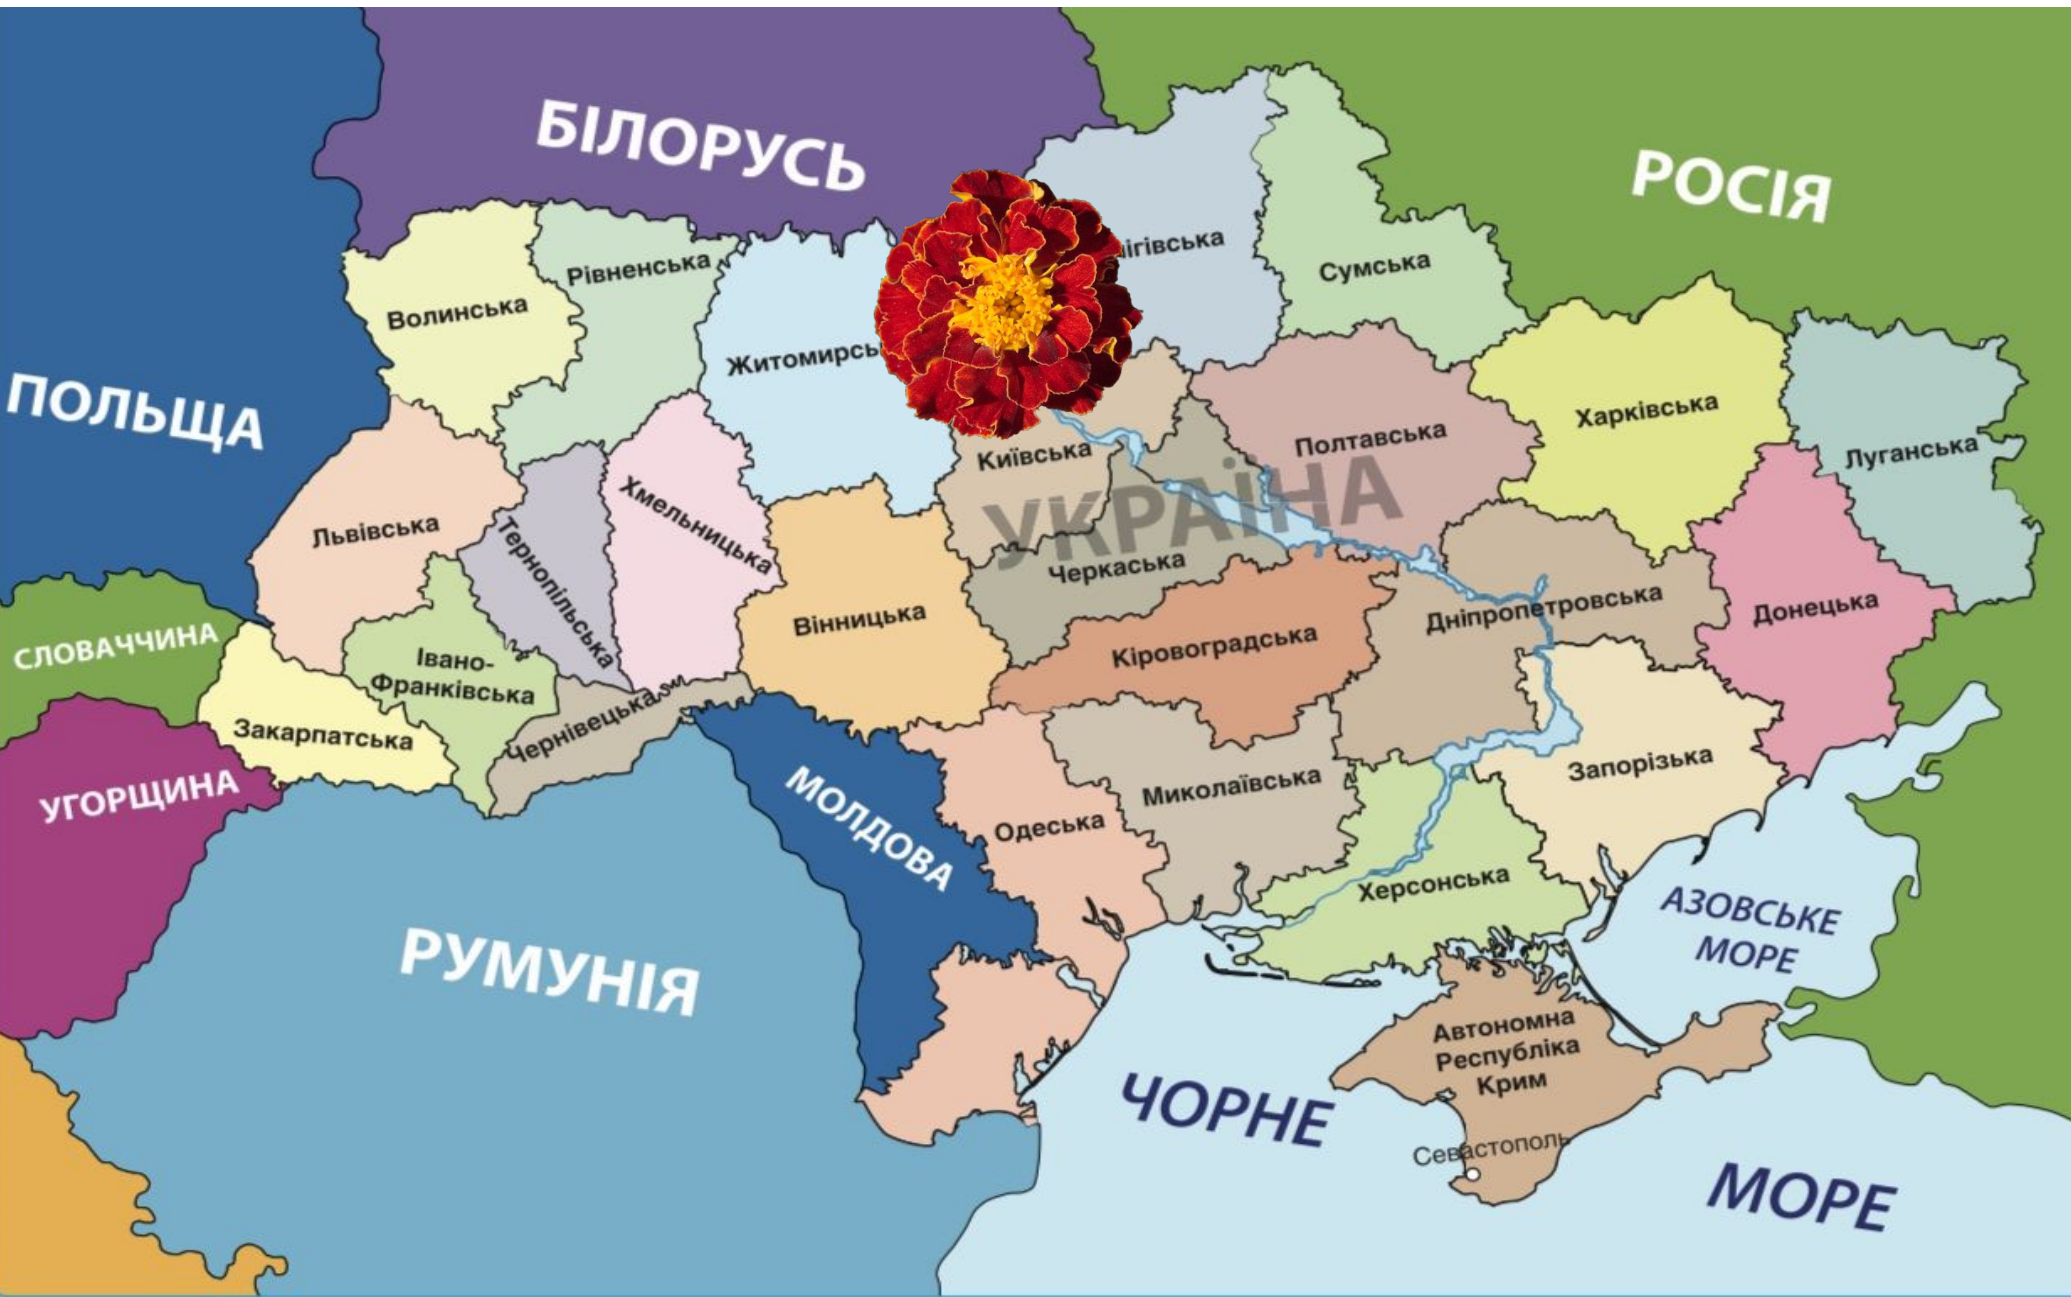 БІЛОРУСЬ
РОСІЯ
ПОЛЬЩА
СЛОВАЧЧИНА
УГОРЩИНА
РУМУНІЯ
МОЛДОВА
УКРАЇНА
Волинська
Рівненська
Сумська
Львівська
Тернопільська
Хмельницька
Київська
Полтавська
Харківська
Луганська
Івано-
Франківська
Закарпатська
Чернівецька
Вінницька
Черкаська
Кіровоградська
Дніпропетровська
Донецька
Одеська
Миколаївська
Запорізька
Херсонська
АЗОВСЬКЕ
МОРЕ
Автономна
Республіка
Крим
Севастополь
ЧОРНЕ
МОРЕ